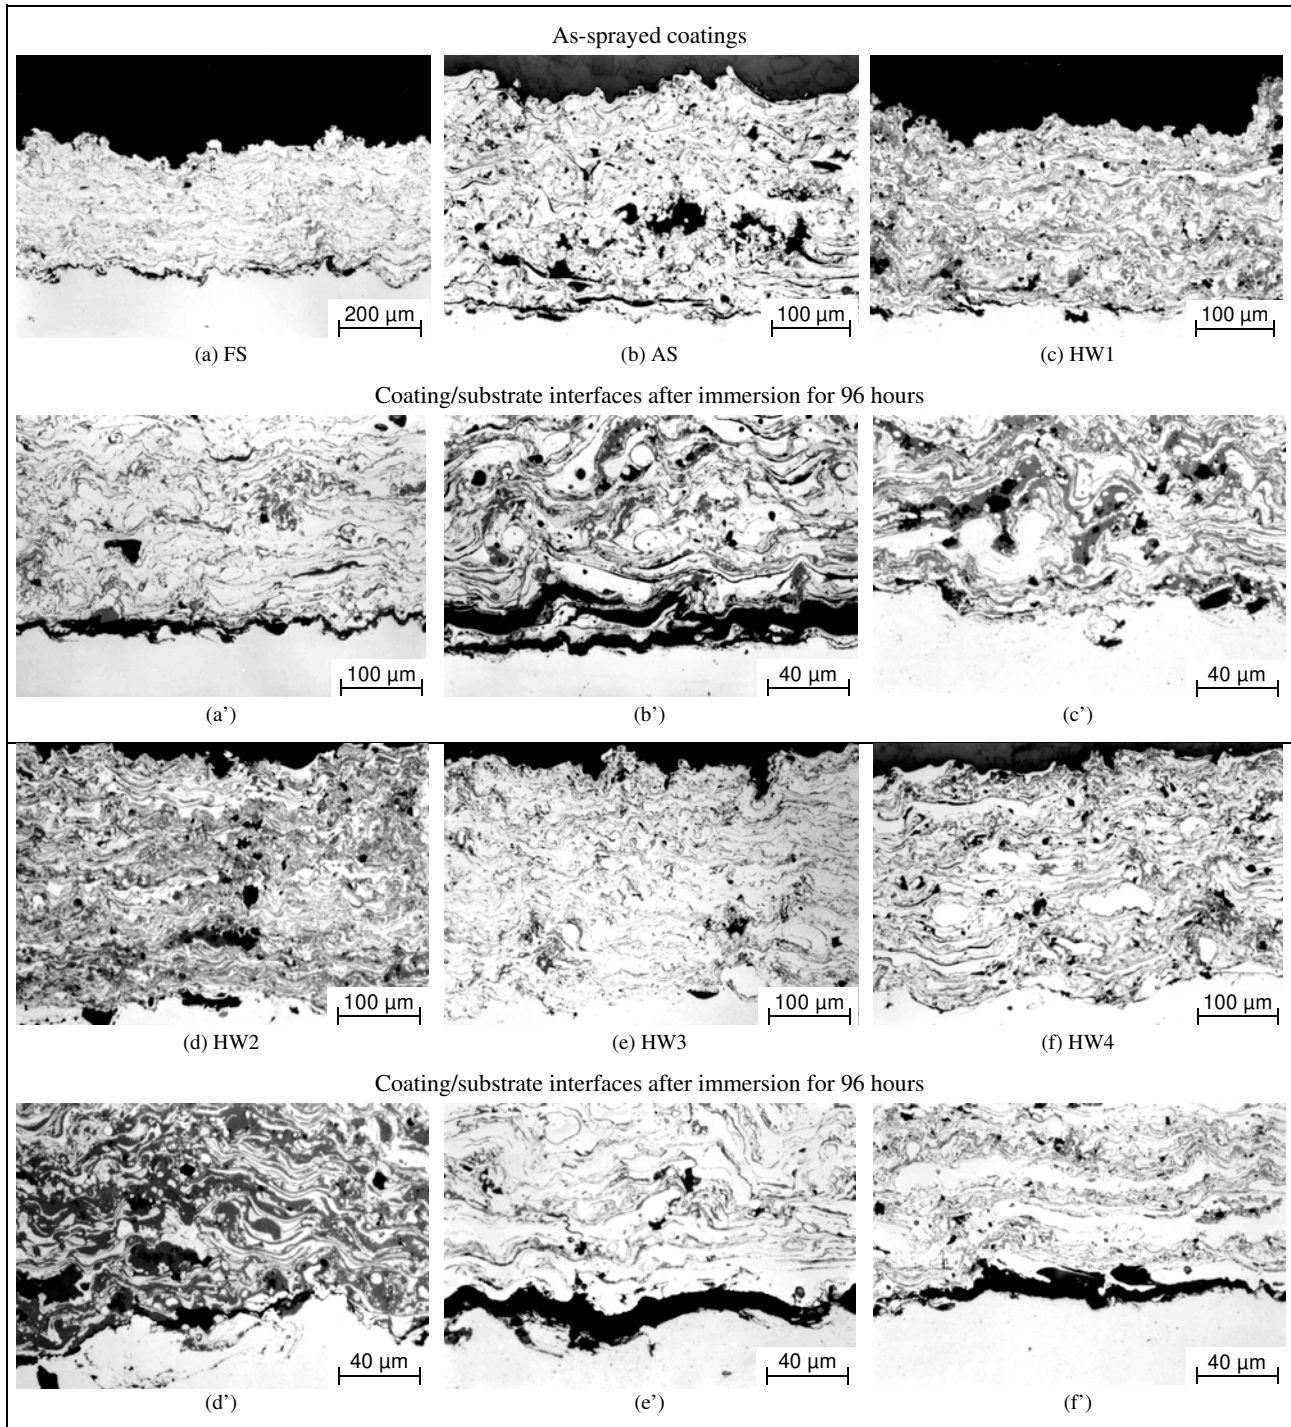 As-sprayed coatings
200 µm
100 µm
100 µm
(a) FS
(b) AS
(c) HW1
Coating/substrate interfaces after immersion for 96 hours
100 µm
40 µm
40 µm
(a’)
(b’)
(c’)
100 µm
100 µm
100 µm
(d) HW2
(e) HW3
(f) HW4
Coating/substrate interfaces after immersion for 96 hours
40 µm
40 µm
40 µm
(d’)
(e’)
(f’)